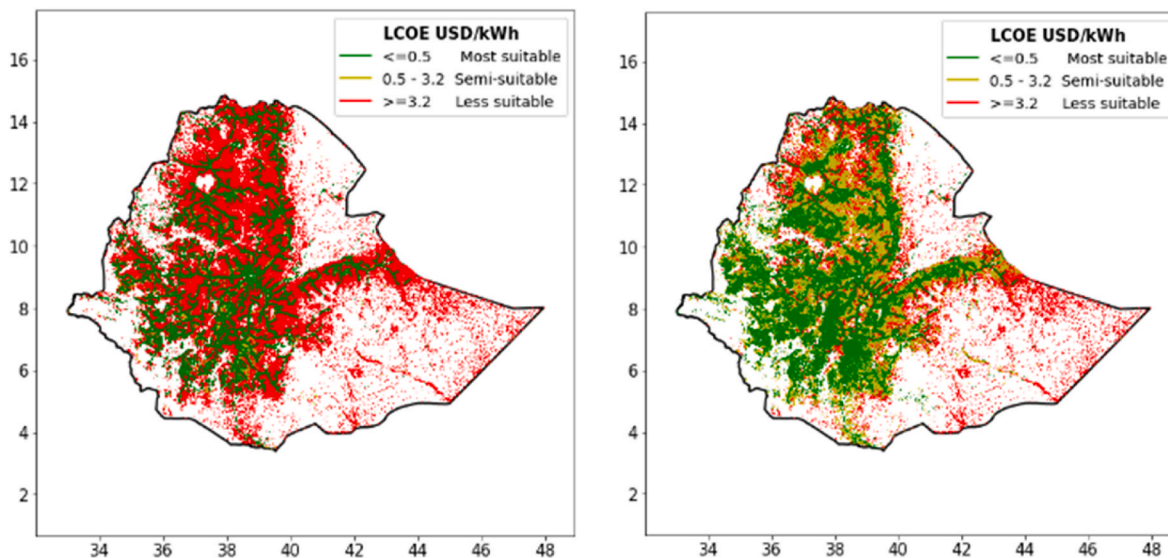 LCOE USD/kWh
<=0.5 Most suitable
0.5 - 3.2 Semi-suitable
>=3.2 Less suitable
16
14
12
10
8
6
4
2
34 36 38 40 42 44 46 48
LCOE USD/kWh
<=0.5 Most suitable
0.5 - 3.2 Semi-suitable
>=3.2 Less suitable
16
14
12
10
8
6
4
2
34 36 38 40 42 44 46 48